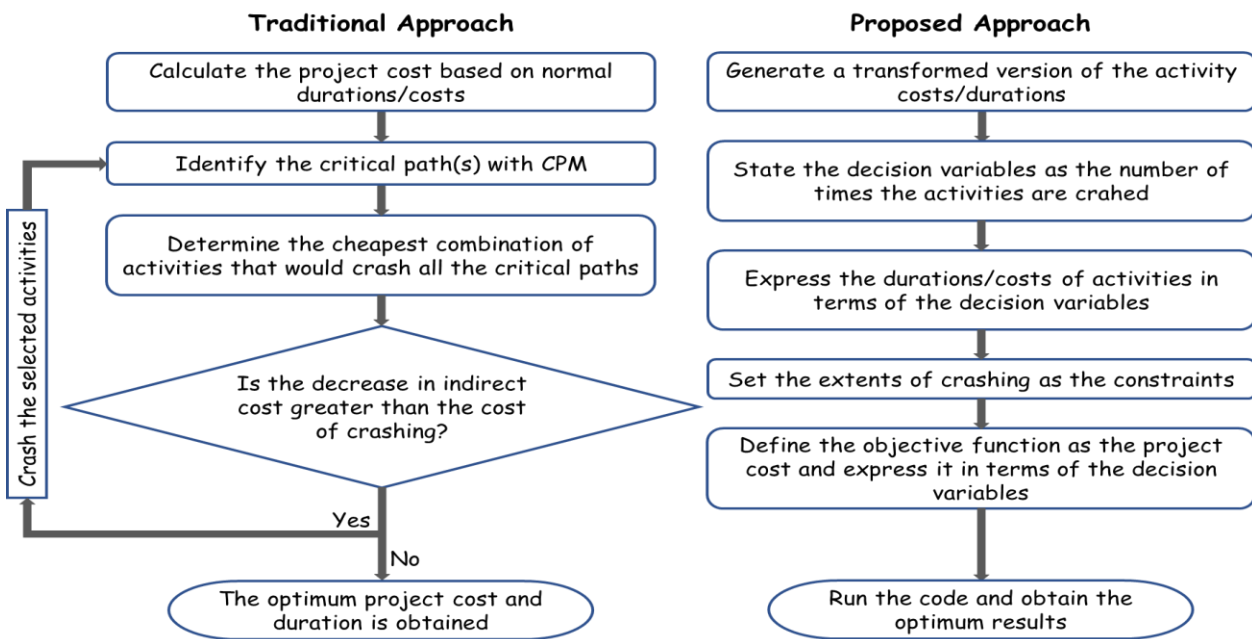 Traditional Approach
Calculate the project cost based on normal
durations/costs
Identify the critical path(s) with CPM
Determine the cheapest combination of
activities that would crash all the critical paths
Is the decrease in indirect
cost greater than the cost
of crashing?
Crash the selected activities
Yes
No
The optimum project cost and
duration is obtained
Proposed Approach
Generate a transformed version of the activity
costs/durations
State the decision variables as the number of
times the activities are crahed
Express the durations/costs of activities in
terms of the decision variables
Set the extents of crashing as the constraints
Define the objective function as the project
cost and express it in terms of the decision
variables
Run the code and obtain the
optimum results